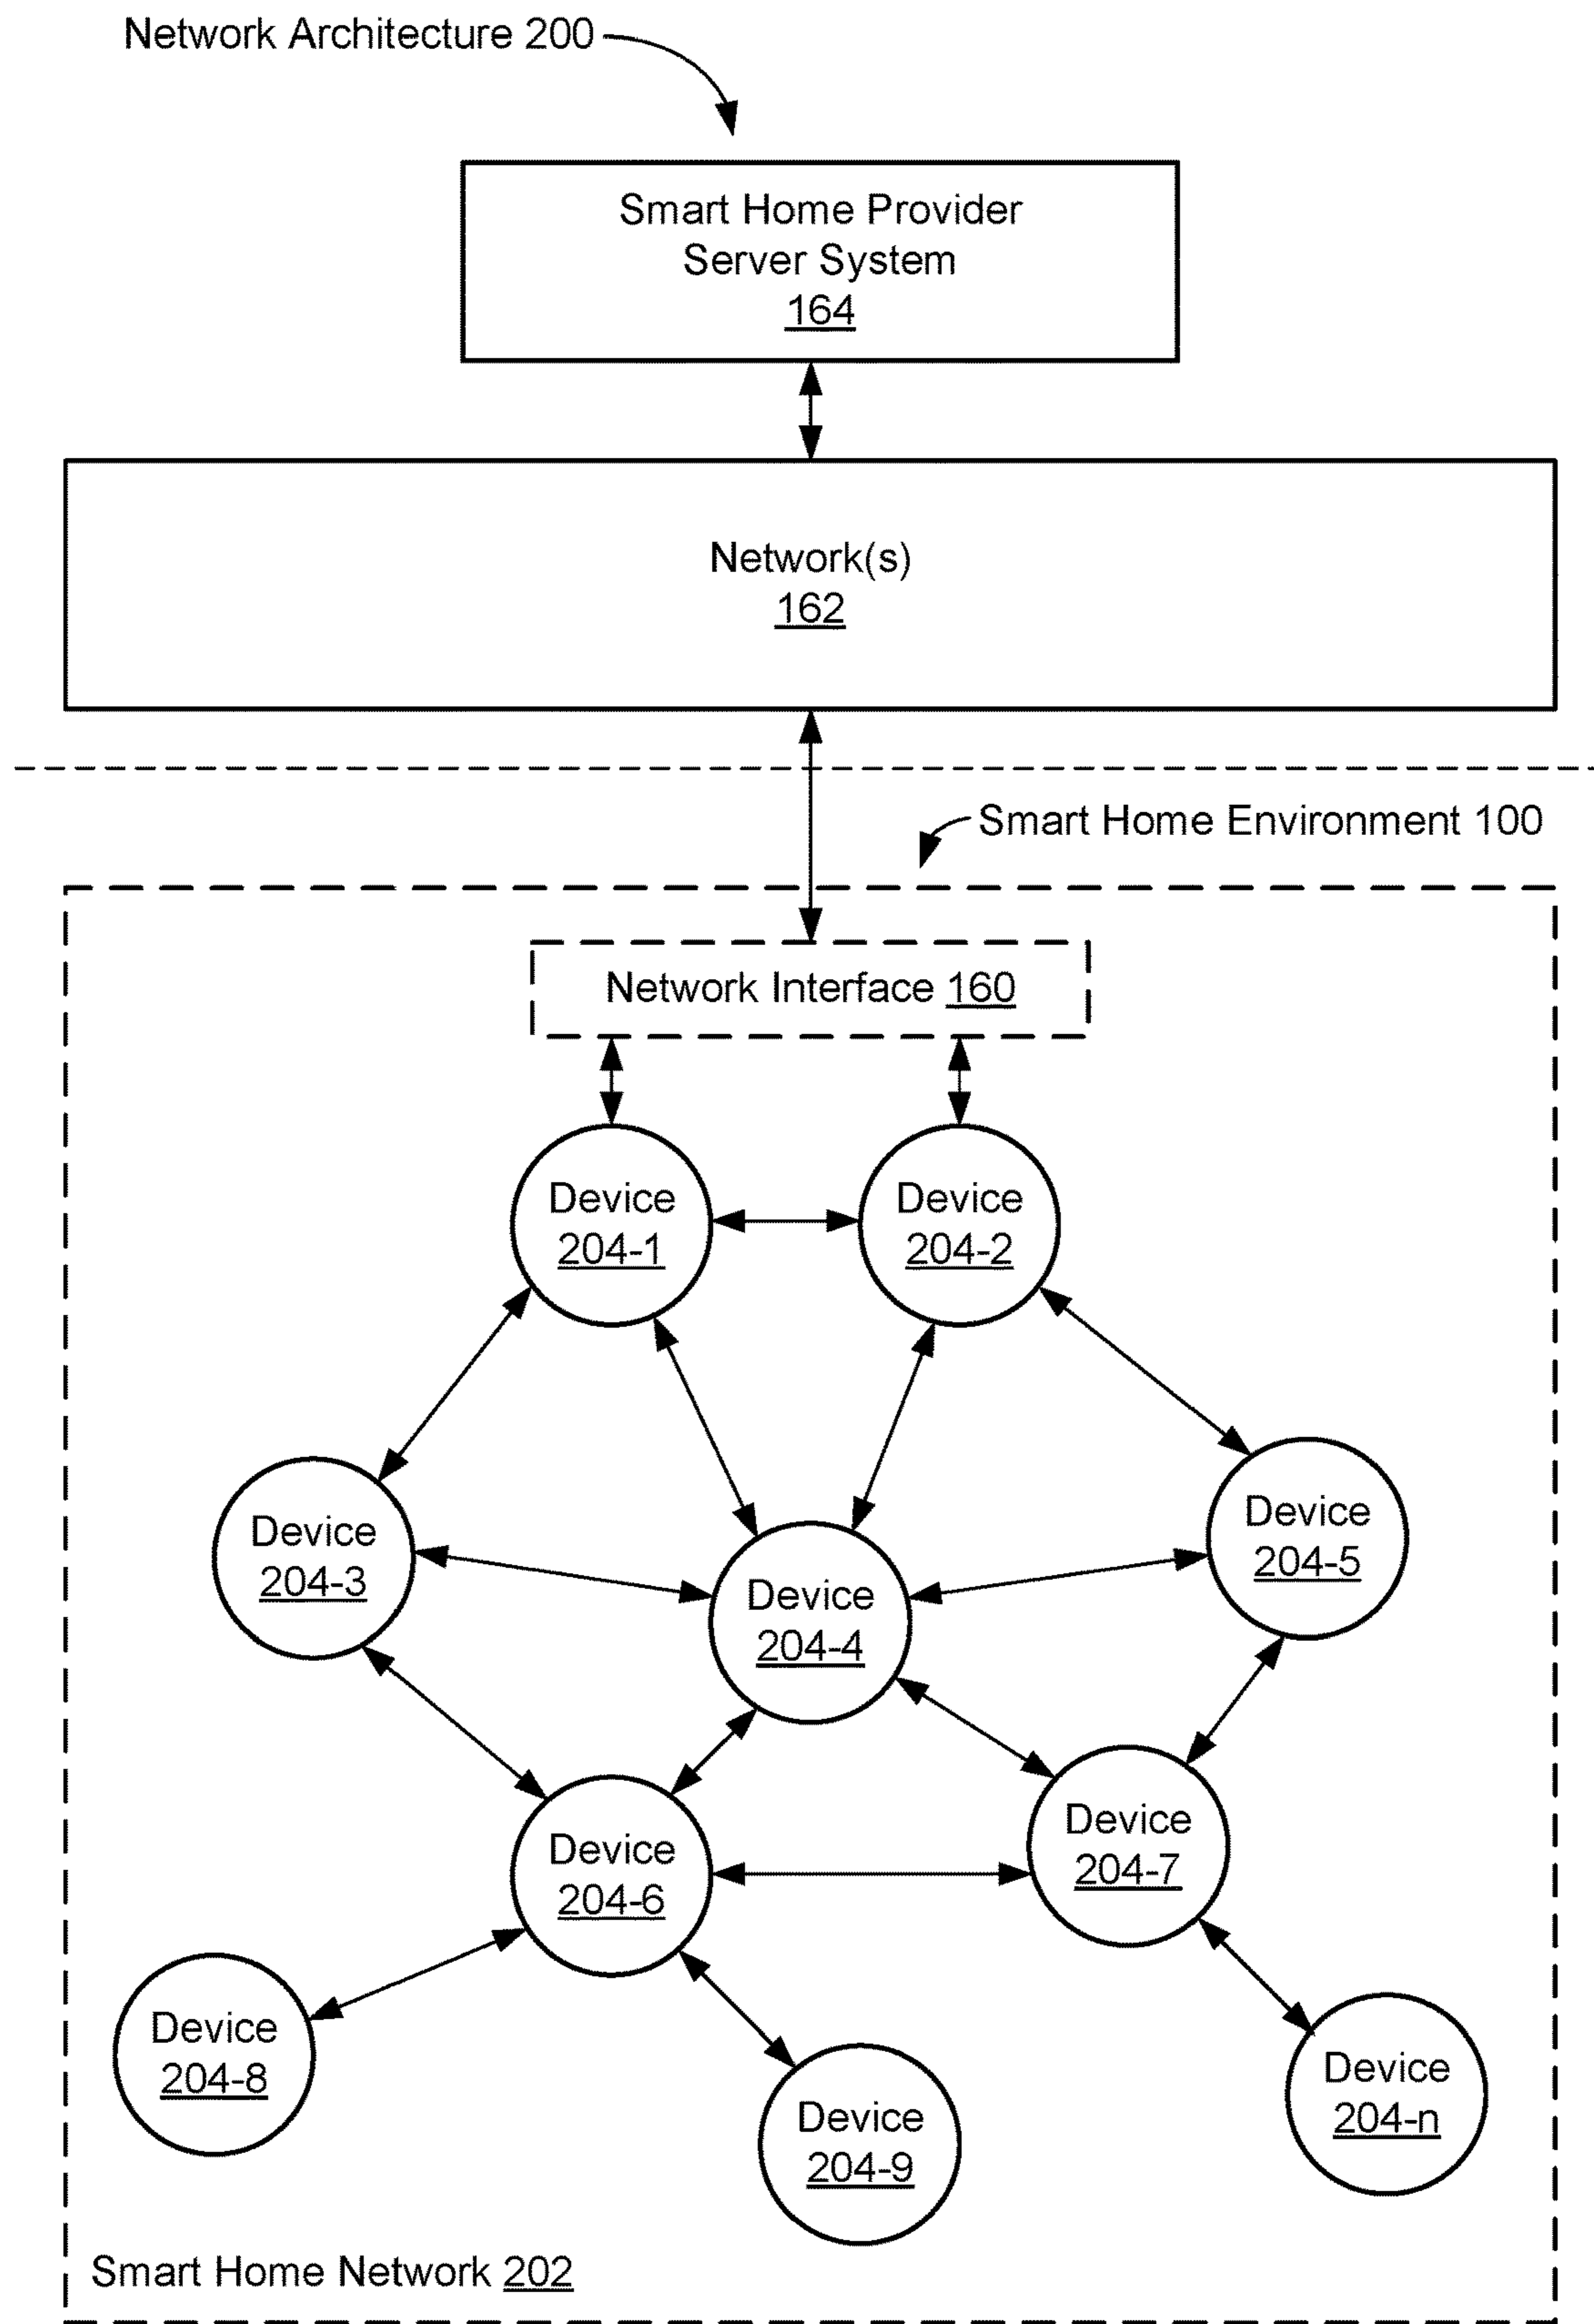 Network Architecture 200
Smart Home Provider
Server System
164
Network(s)
162
Smart Home Environment 100
Network Interface 160
Device
204-1
Device
204-2
Device
204-3
Device
204-4
Device
204-5
Device
204-6
Device
204-7
Device
204-8
Device
204-9
Device
204-n
Smart Home Network 202